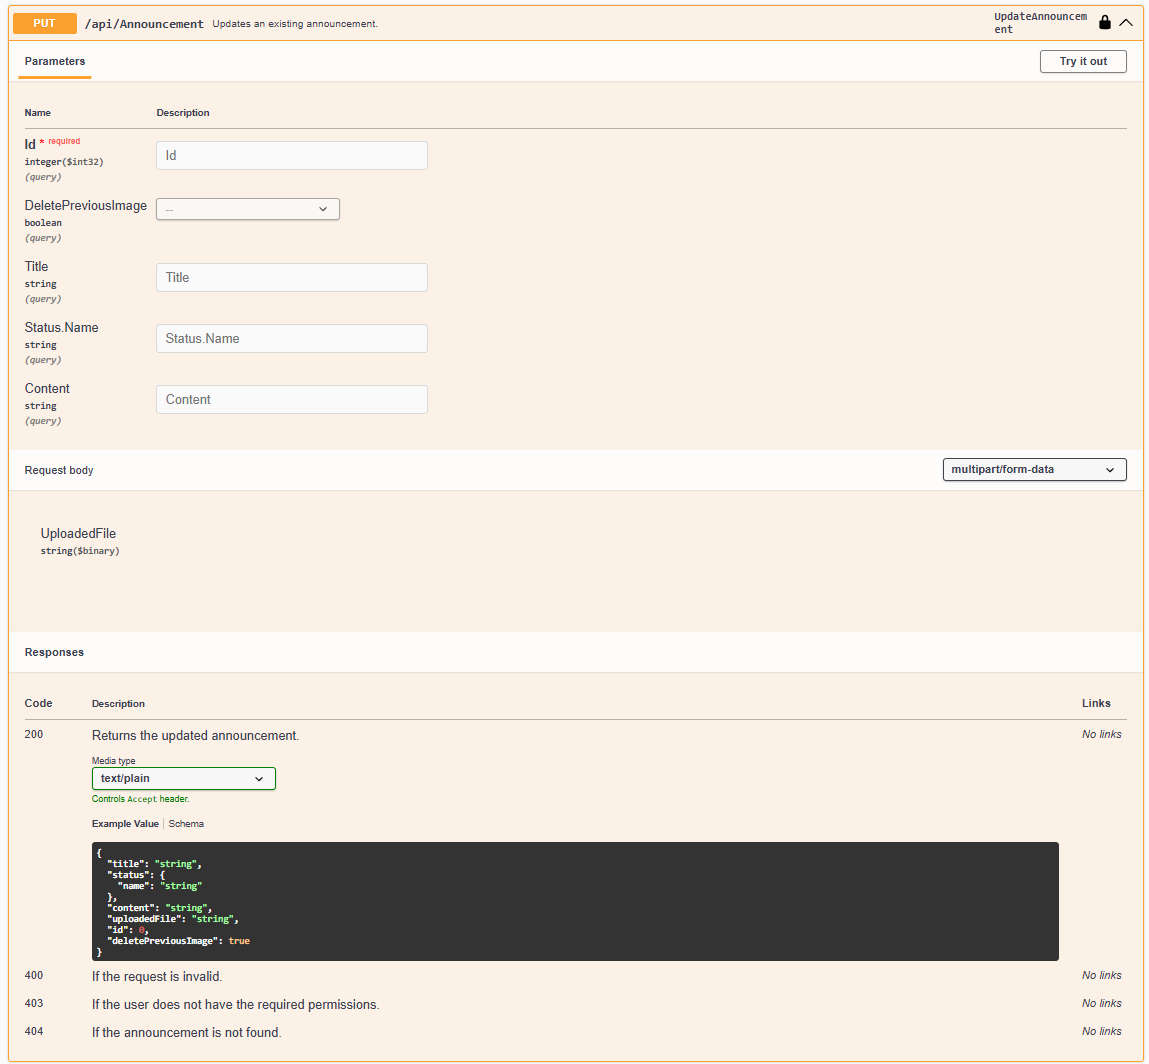 PUT /api/Announcement Updates an existing announcement. UpdateAnnouncem
ent
Parameters Try it out
Name Description
Id * required Id
integer($int32)
(query)
DeletePreviousImage --
boolean
(query)
Title Title
string
(query)
Status.Name Status.Name
string
(query)
Content Content
string
(query)
Request body multipart/form-data
UploadedFile
string($binary)
Responses
Code Description Links
200 Returns the updated announcement. No links
Media type
text/plain
Controls Accept header.
Example Value Schema
{
  "title": "string",
  "status": {
    "name": "string"
  },
  "content": "string",
  "uploadedFile": "string",
  "id": 0,
  "deletePreviousImage": true
}
400 If the request is invalid. No links
403 If the user does not have the required permissions. No links
404 If the announcement is not found. No links